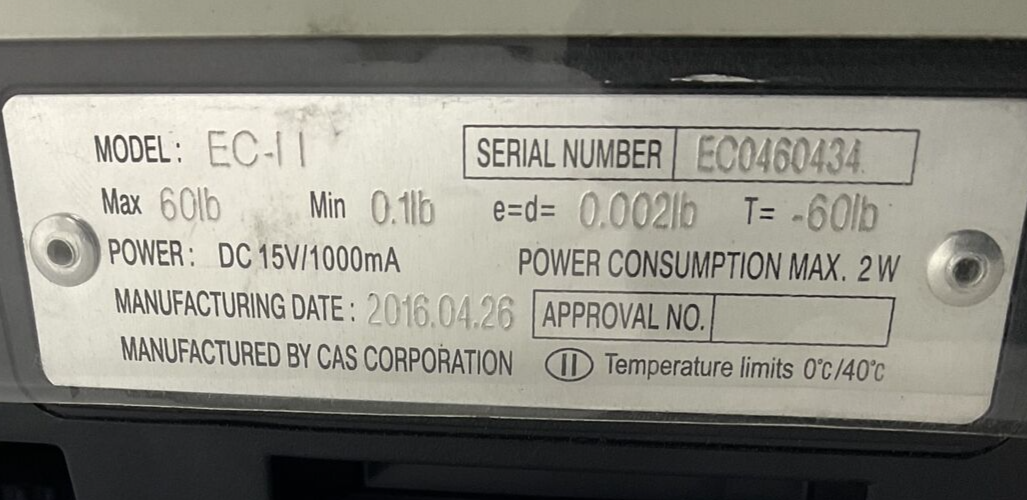 MODEL: EC-II SERIAL NUMBER EC0460434
Max 60lb Min 0.1lb e=d= 0.002lb T= -60lb
POWER: DC 15V/1000mA POWER CONSUMPTION MAX. 2W
MANUFACTURING DATE: 2016.04.26 APPROVAL NO.
MANUFACTURED BY CAS CORPORATION II Temperature limits 0℃/40℃